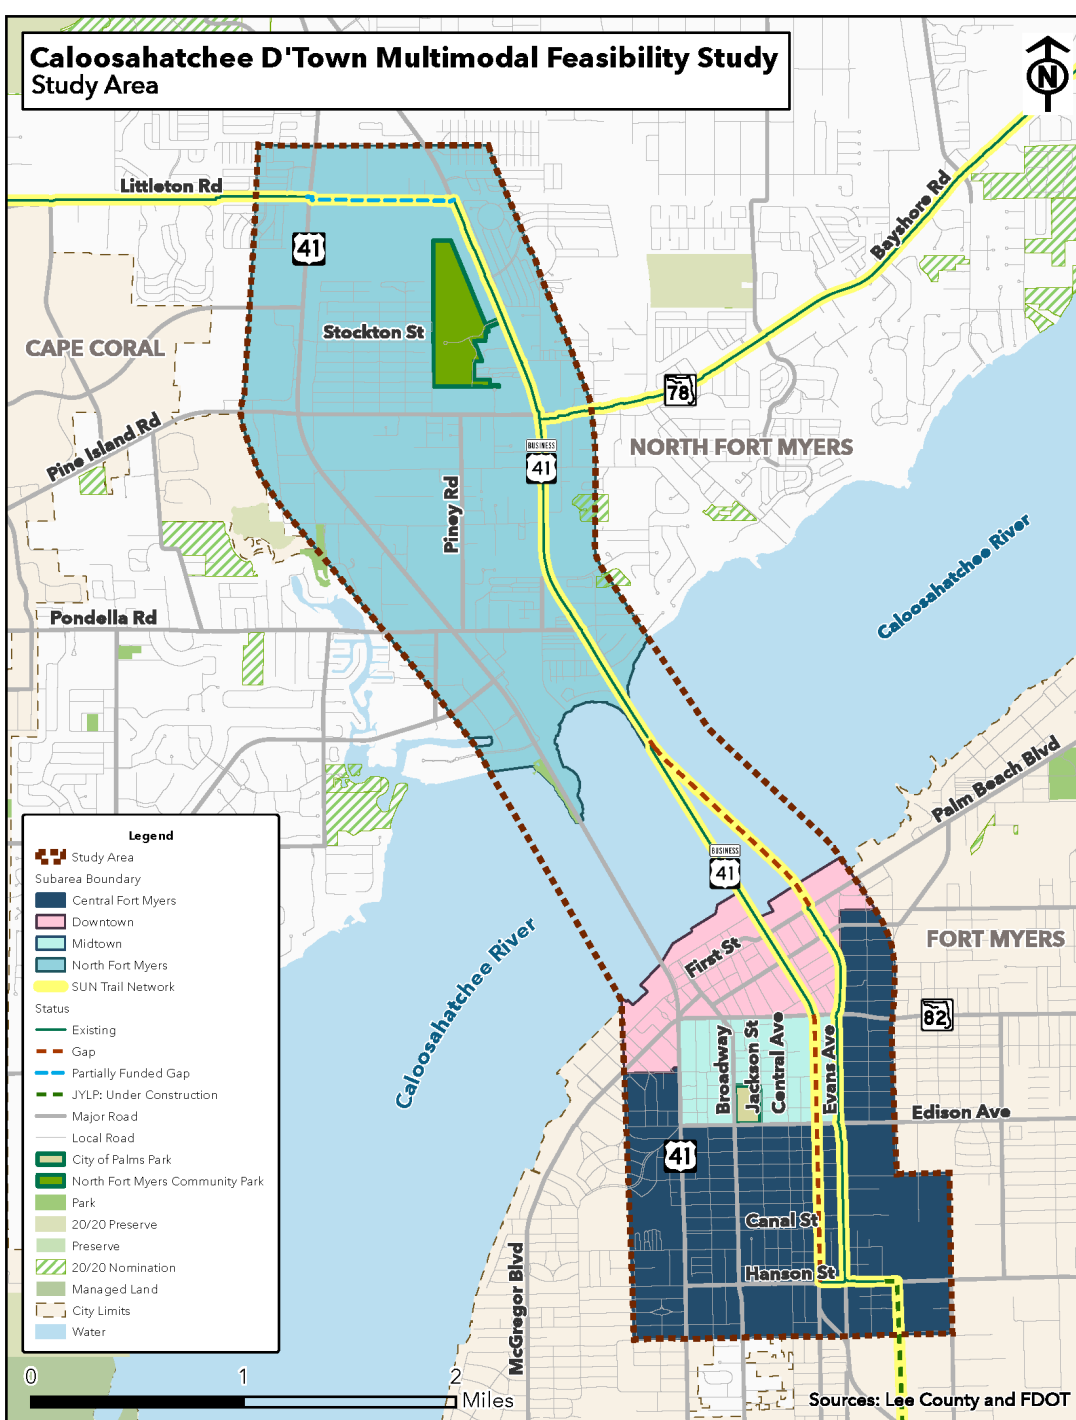 Caloosahatchee D'Town Multimodal Feasibility Study
Study Area
N
Littleton Rd
41
Bayshore Rd
Stockton St
CAPE CORAL
78
Pine Island Rd
NORTH FORT MYERS
BUSINESS
41
Piney Rd
Caloosahatchee River
Pondella Rd
Palm Beach Blvd
BUSINESS
41
FORT MYERS
First St
Caloosahatchee River
82
Broadway
Jackson St
Central Ave
Evans Ave
Edison Ave
41
Canal St
Hanson St
McGregor Blvd
Legend
Study Area
Subarea Boundary
Central Fort Myers
Downtown
Midtown
North Fort Myers
SUN Trail Network
Status
Existing
Gap
Partially Funded Gap
JYLP: Under Construction
Major Road
Local Road
City of Palms Park
North Fort Myers Community Park
Park
20/20 Preserve
Preserve
20/20 Nomination
Managed Land
City Limits
Water
0 1 2
Miles
Sources: Lee County and FDOT